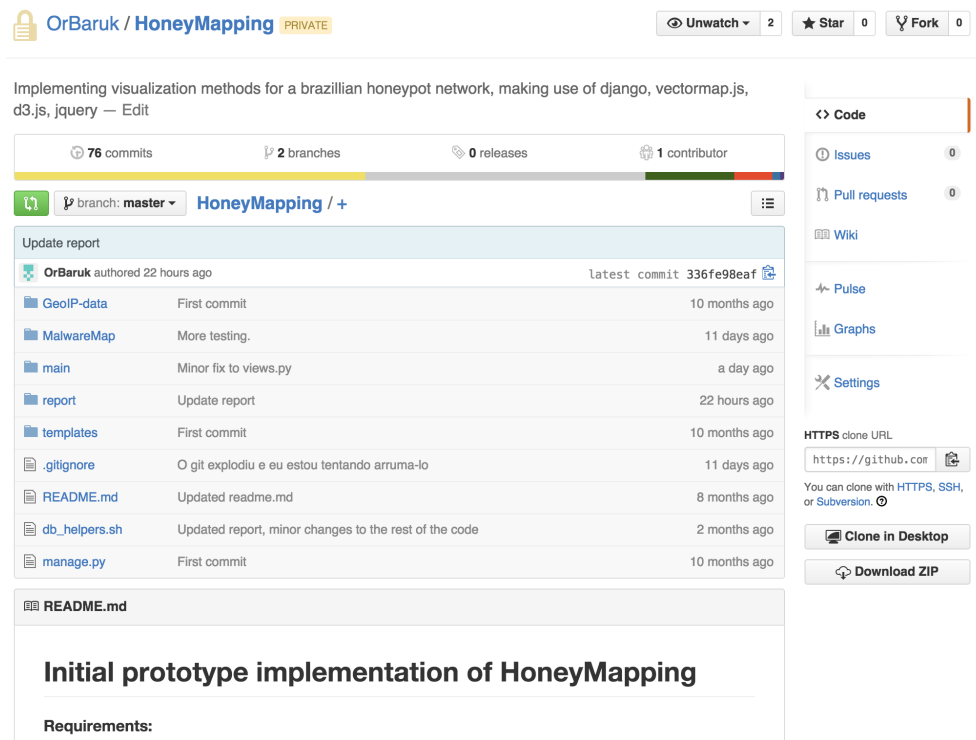 OrBaruk / HoneyMapping PRIVATE
Unwatch 2 Star 0 Fork 0
Implementing visualization methods for a brazillian honeypot network, making use of django, vectormap.js,
d3.js, jquery — Edit
76 commits 2 branches 0 releases 1 contributor
branch: master HoneyMapping / +
Update report
OrBaruk authored 22 hours ago latest commit 336fe98eaf
GeoIP-data First commit 10 months ago
MalwareMap More testing. 11 days ago
main Minor fix to views.py a day ago
report Update report 22 hours ago
templates First commit 10 months ago
.gitignore O git explodiu e eu estou tentando arruma-lo 11 days ago
README.md Updated readme.md 8 months ago
db_helpers.sh Updated report, minor changes to the rest of the code 2 months ago
manage.py First commit 10 months ago
README.md
Initial prototype implementation of HoneyMapping
Requirements:
Code
Issues 0
Pull requests 0
Wiki
Pulse
Graphs
Settings
HTTPS clone URL
https://github.com
You can clone with HTTPS, SSH,
or Subversion.
Clone in Desktop
Download ZIP